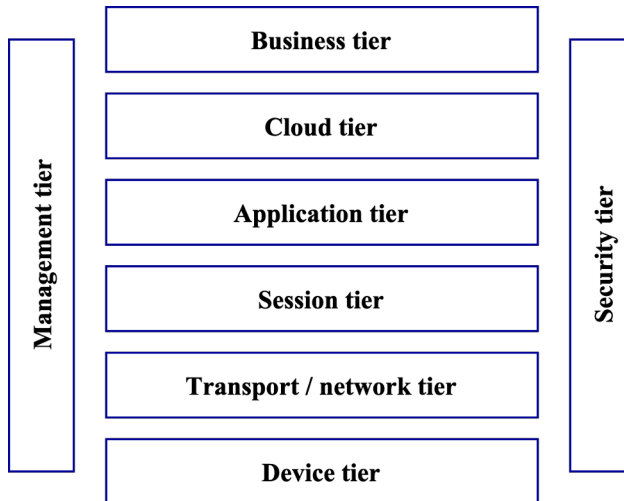 Business tier
Cloud tier
Application tier
Session tier
Transport / network tier
Device tier
Management tier
Security tier